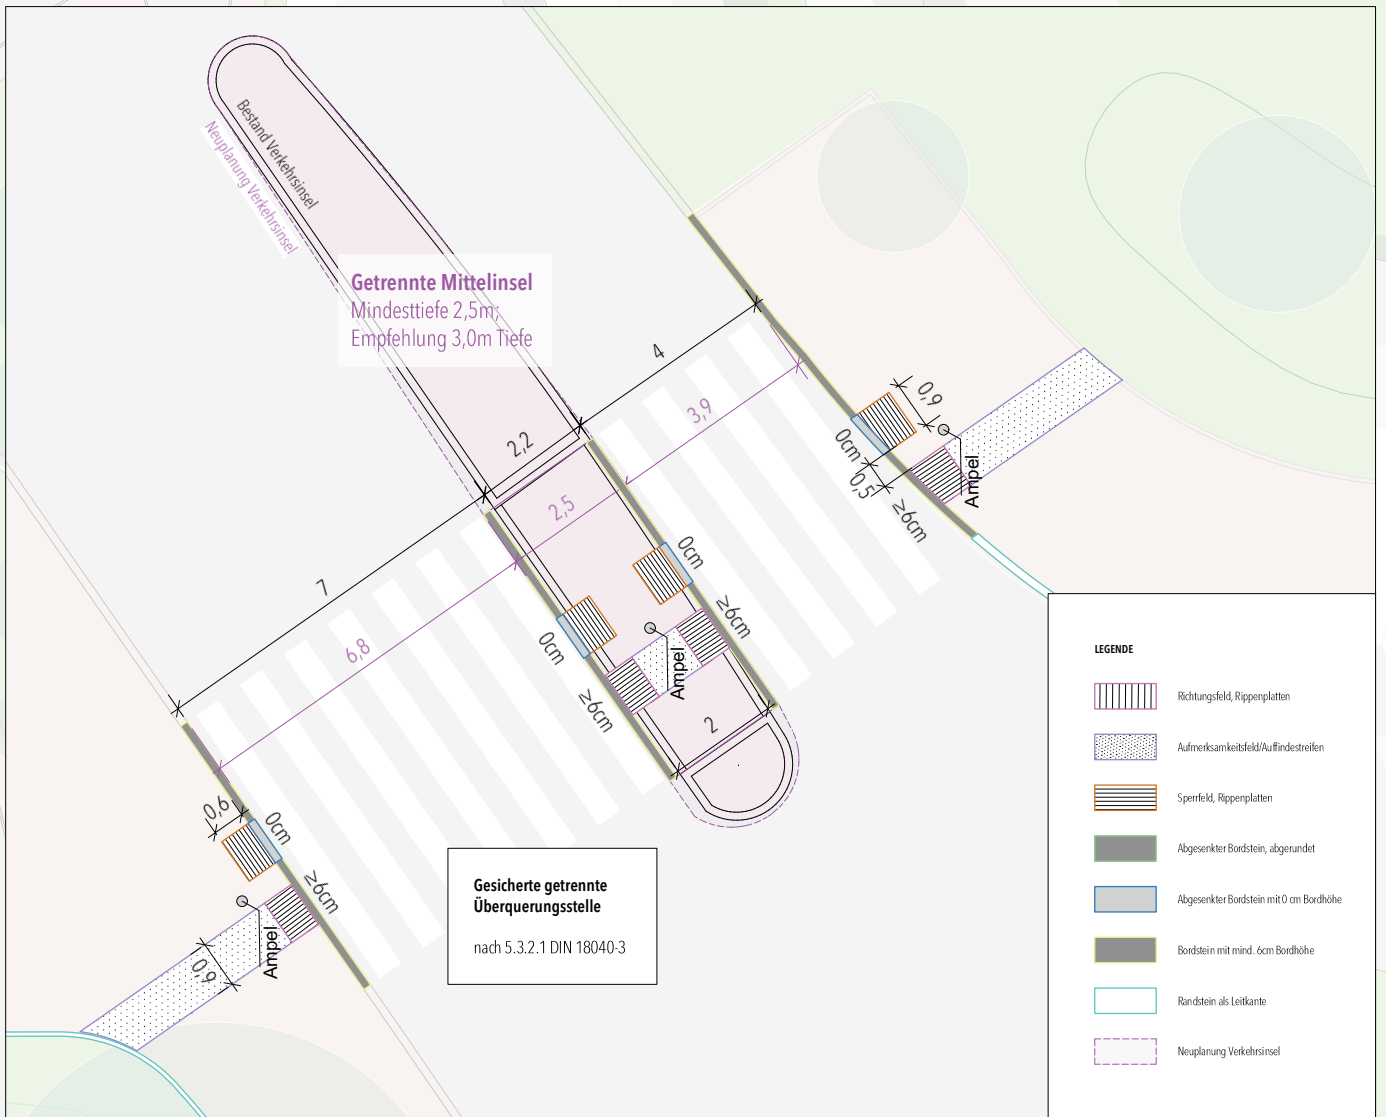 Bestand Verkehrsinsel
Neuplanung Verkehrsinsel
Getrennte Mittelinsel
Mindesttiefe 2,5m;
Empfehlung 3,0m Tiefe
4
3,9
2,2
2,5
7
6,8
0,9
0cm
0,5
≥6cm
Ampel
0cm
≥6cm
0cm
≥6cm
Ampel
2
0,6
0cm
≥6cm
Ampel
0,9
Gesicherte getrennte
Überquerungsstelle
nach 5.3.2.1 DIN 18040-3
LEGENDE
Richtungsfeld, Rippenplatten
Aufmerksamkeitsfeld/Auffindestreifen
Sperrfeld, Rippenplatten
Abgesenkter Bordstein, abgerundet
Abgesenkter Bordstein mit 0 cm Bordhöhe
Bordstein mit mind. 6cm Bordhöhe
Randstein als Leitkante
Neuplanung Verkehrsinsel